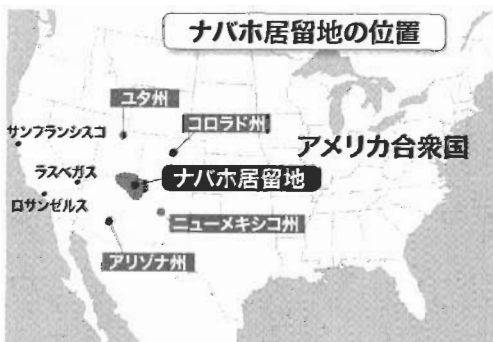 ナバホ居留地の位置
ユタ州
コロラド州
サンフランシスコ
アメリカ合衆国
ラスベガス
ナバホ居留地
ロサンゼルス
ニューメキシコ州
アリゾナ州